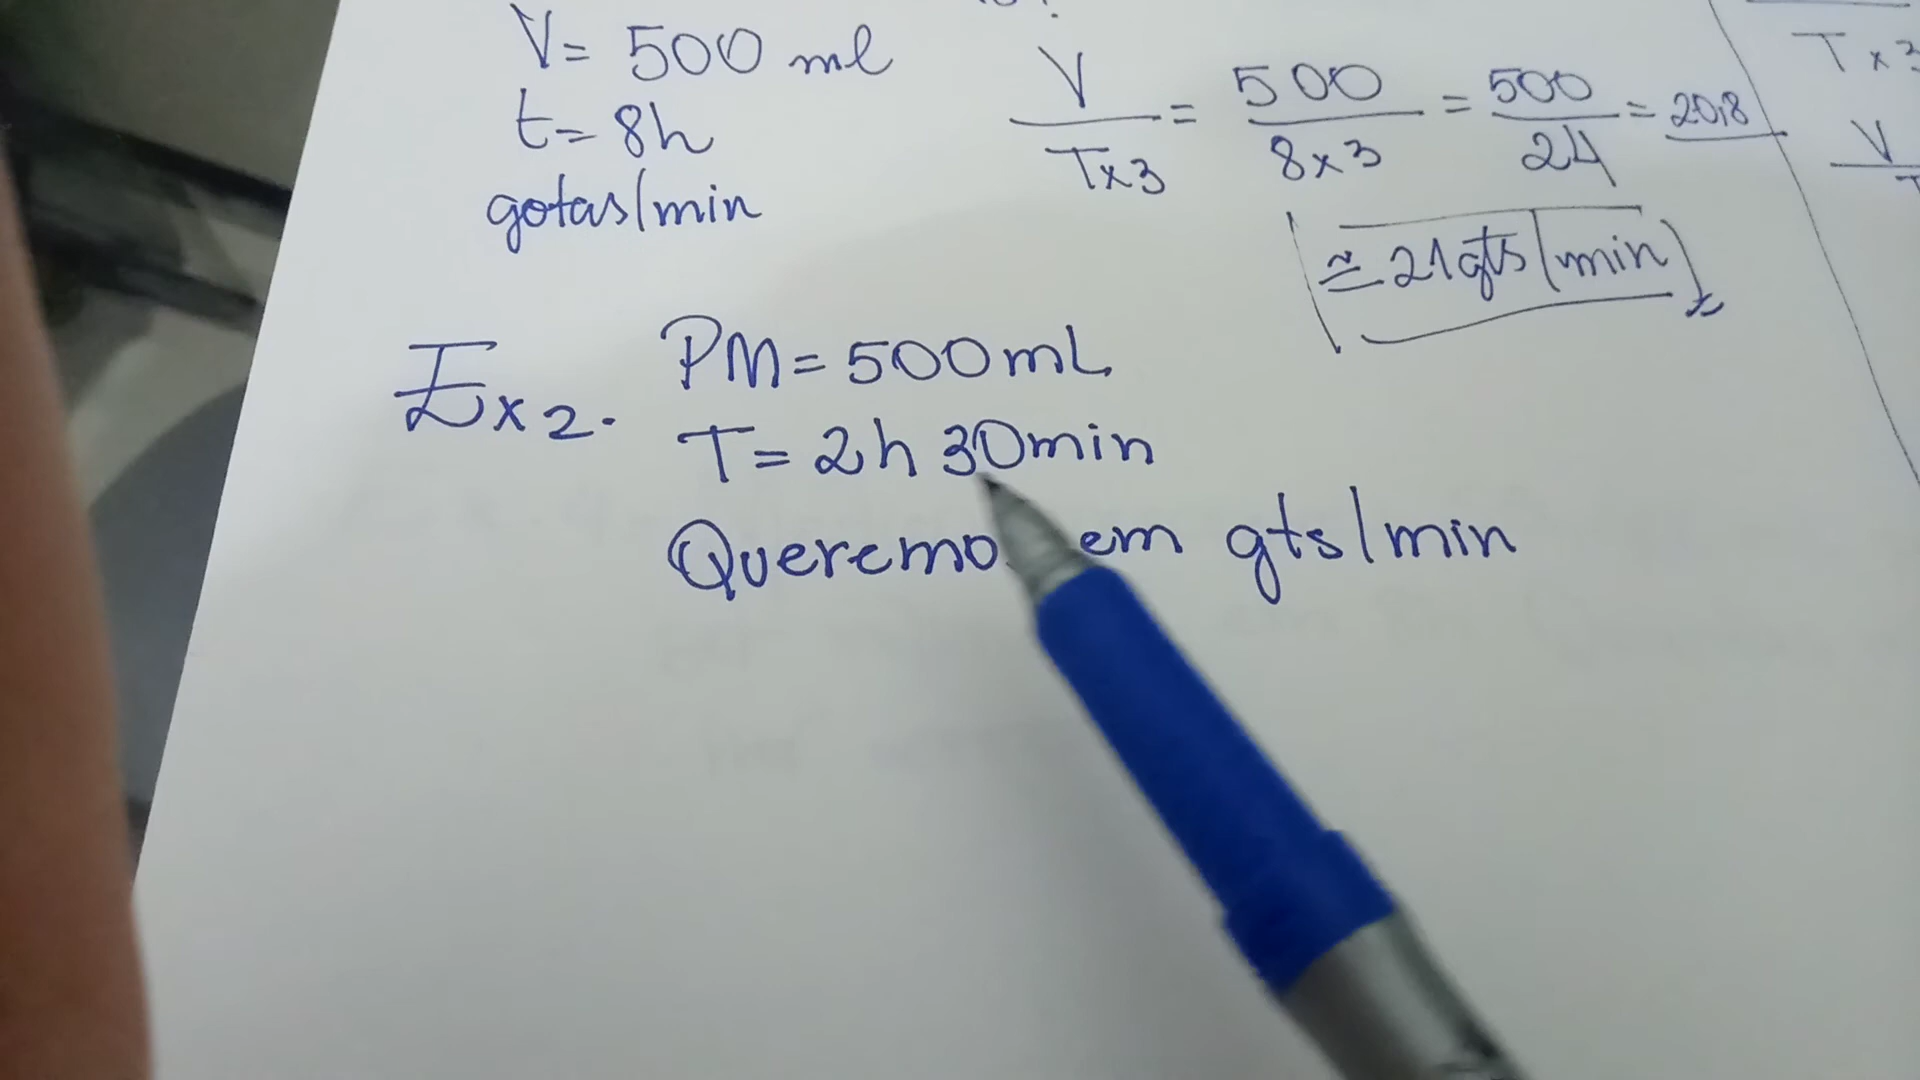 V = 500 ml
t = 8h
gotas/min
V / Tx3 = 500 / 8x3 = 500 / 24 = 20,8
≃ 21 gts/min
Ex 2. PM = 500 mL
T = 2h 30min
Queremo em gts/min
T x 3
V